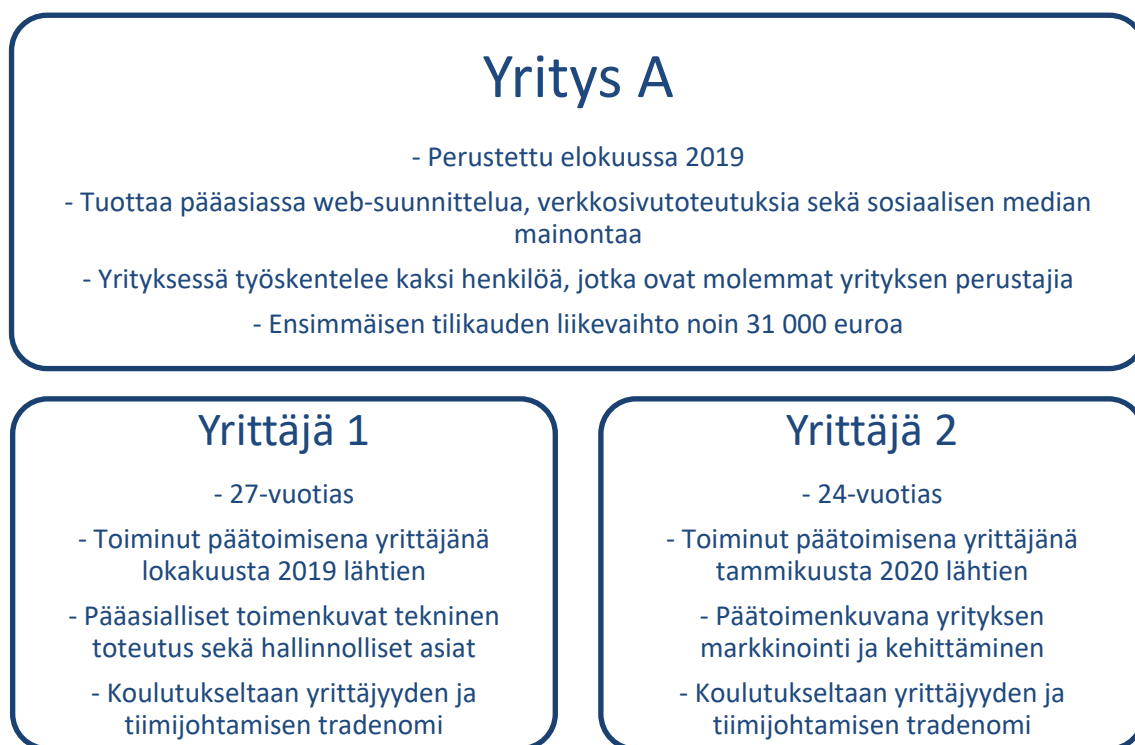 Yritys A
- Perustettu elokuussa 2019
- Tuottaa pääasiassa web-suunnittelua, verkkosivutoteutuksia sekä sosiaalisen median
mainontaa
- Yrityksessä työskentelee kaksi henkilöä, jotka ovat molemmat yrityksen perustajia
- Ensimmäisen tilikauden liikevaihto noin 31 000 euroa
Yrittäjä 1
- 27-vuotias
- Toiminut päätoimisena yrittäjänä
lokakuusta 2019 lähtien
- Pääasialliset toimenkuvat tekninen
toteutus sekä hallinnolliset asiat
- Koulutukseltaan yrittäjyyden ja
tiimijohtamisen tradenomi
Yrittäjä 2
- 24-vuotias
- Toiminut päätoimisena yrittäjänä
tammikuusta 2020 lähtien
- Päätoimenkuvana yrityksen
markkinointi ja kehittäminen
- Koulutukseltaan yrittäjyyden ja
tiimijohtamisen tradenomi